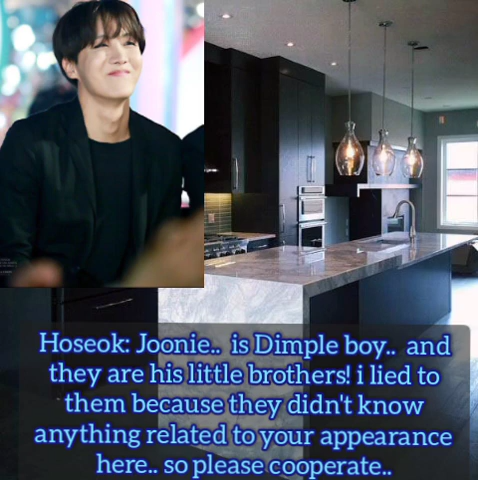 Hoseok: Joonie.. is Dimple boy.. and
they are his little brothers! i lied to
them because they didn't know
anything related to your appearance
here.. so please cooperate..